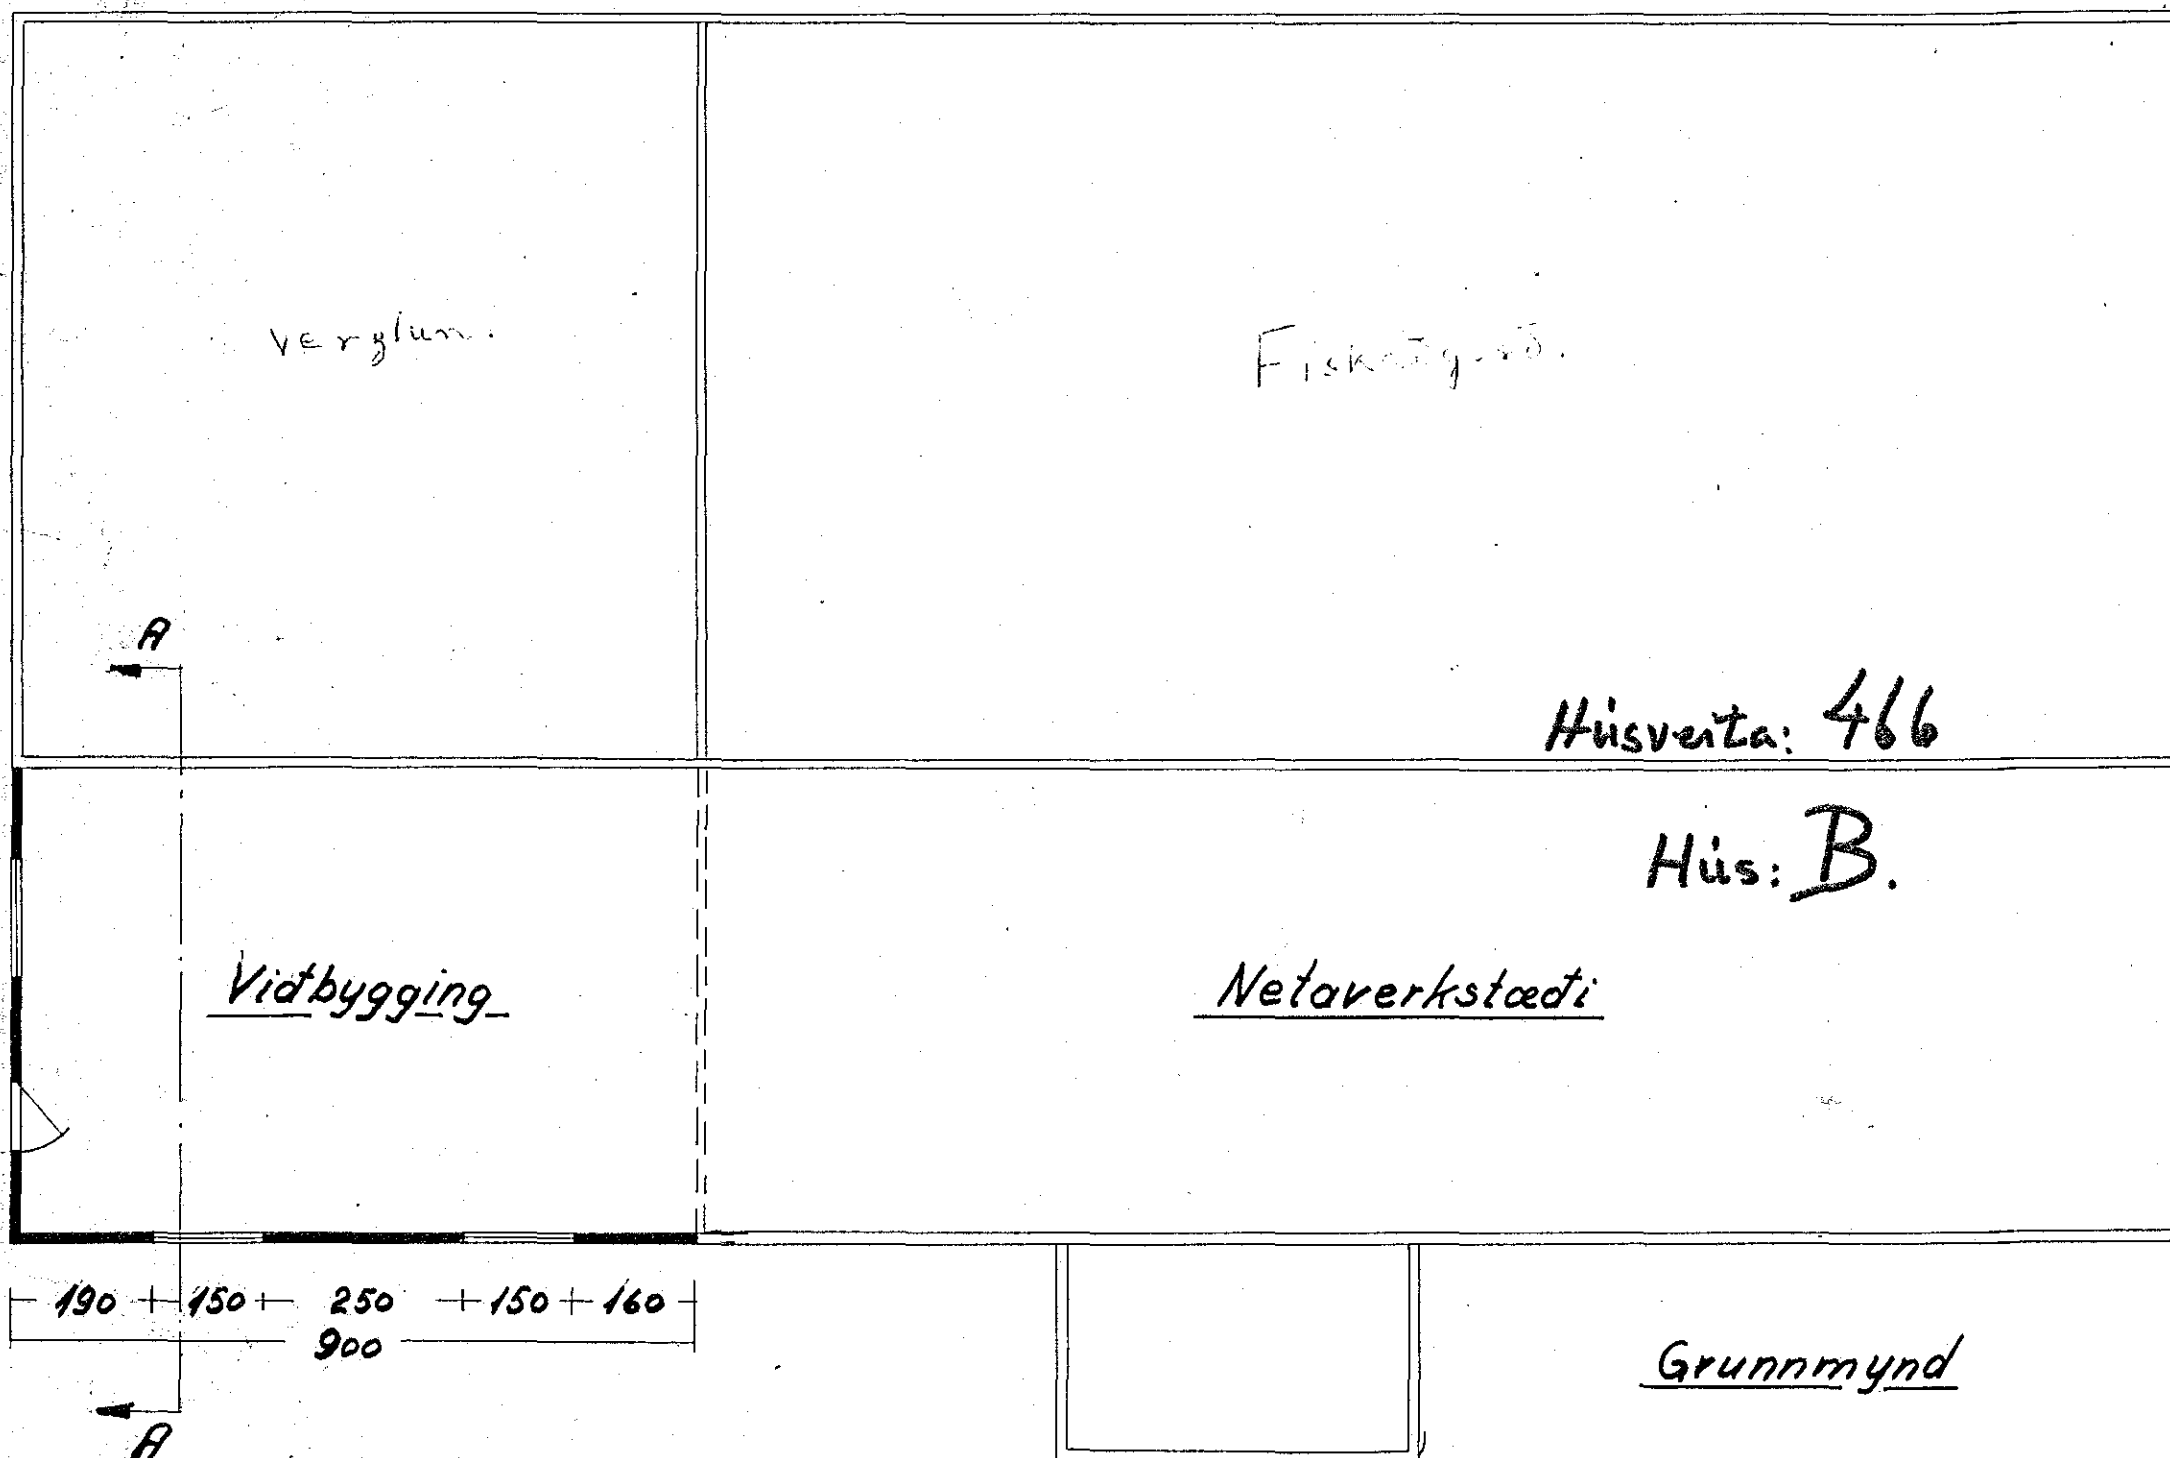 Verzlun.
A
Húsveita: 466
Hús: B.
Viðbygging
Netaverkstæði
190 150 250 150 160
900
Grunnmynd
A